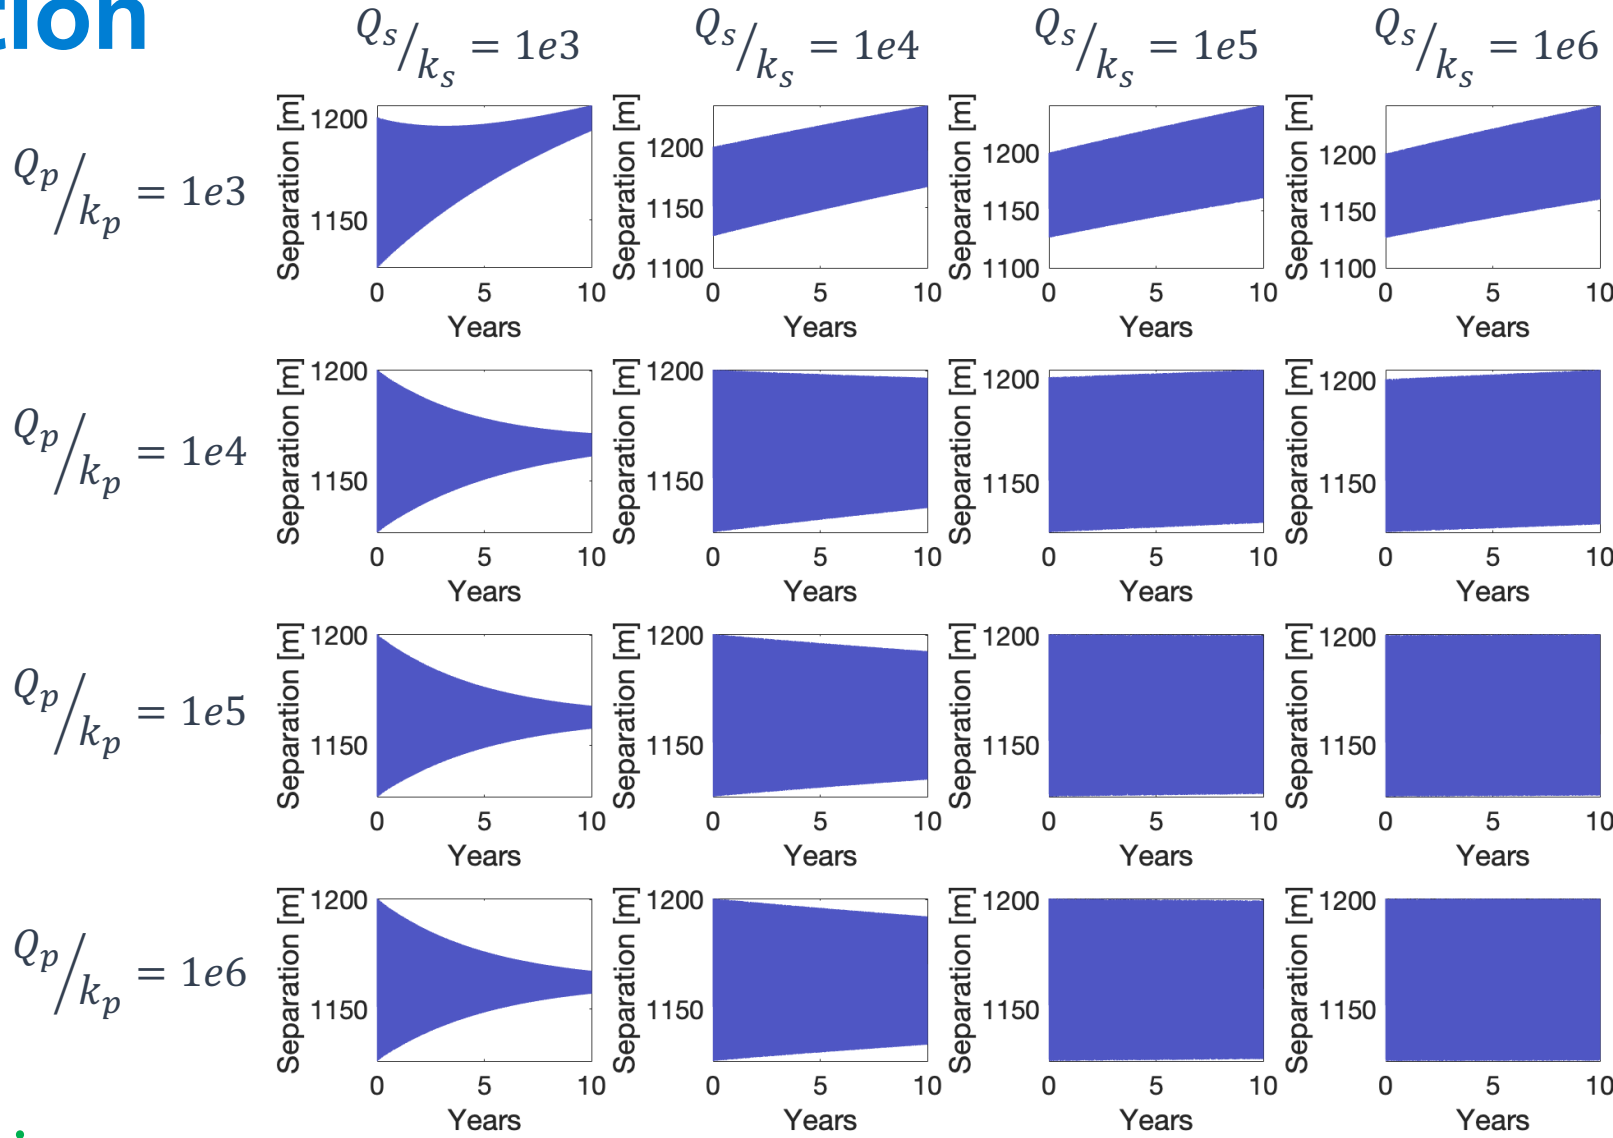 tion
Qs/ks = 1e3 Qs/ks = 1e4 Qs/ks = 1e5 Qs/ks = 1e6
Qp/kp = 1e3
Separation [m] 1200 1150 0 5 10 Years
Separation [m] 1200 1150 1100 0 5 10 Years
Separation [m] 1200 1150 1100 0 5 10 Years
Separation [m] 1200 1150 1100 0 5 10 Years
Qp/kp = 1e4
Separation [m] 1200 1150 0 5 10 Years
Separation [m] 1200 1150 0 5 10 Years
Separation [m] 1200 1150 0 5 10 Years
Separation [m] 1200 1150 0 5 10 Years
Qp/kp = 1e5
Separation [m] 1200 1150 0 5 10 Years
Separation [m] 1200 1150 0 5 10 Years
Separation [m] 1200 1150 0 5 10 Years
Separation [m] 1200 1150 0 5 10 Years
Qp/kp = 1e6
Separation [m] 1200 1150 0 5 10 Years
Separation [m] 1200 1150 0 5 10 Years
Separation [m] 1200 1150 0 5 10 Years
Separation [m] 1200 1150 0 5 10 Years